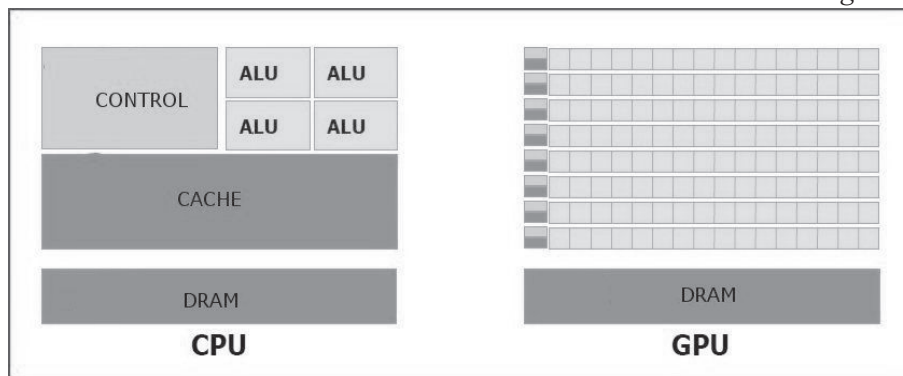 CONTROL
ALU ALU
ALU ALU
CACHE
DRAM
CPU
DRAM
GPU